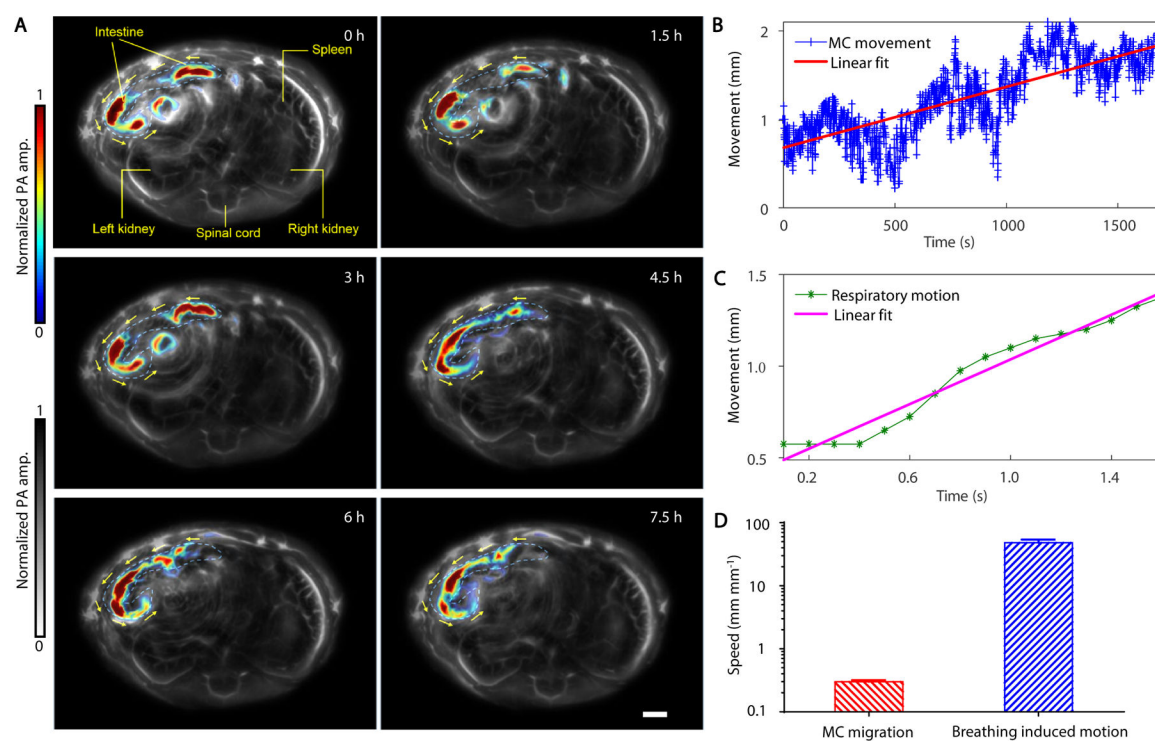 A
0 h
Intestine
Spleen
Left kidney
Spinal cord
Right kidney
1.5 h
3 h
4.5 h
6 h
7.5 h
1
Normalized PA amp.
0
1
Normalized PA amp.
0
B
2
1
0
Movement (mm)
MC movement
Linear fit
0 500 1000 1500
Time (s)
C
1.5
1.0
0.5
Movement (mm)
Respiratory motion
Linear fit
0.2 0.6 1.0 1.4
Time (s)
D
100
10
1
0.1
Speed (mm mm⁻¹)
MC migration Breathing induced motion